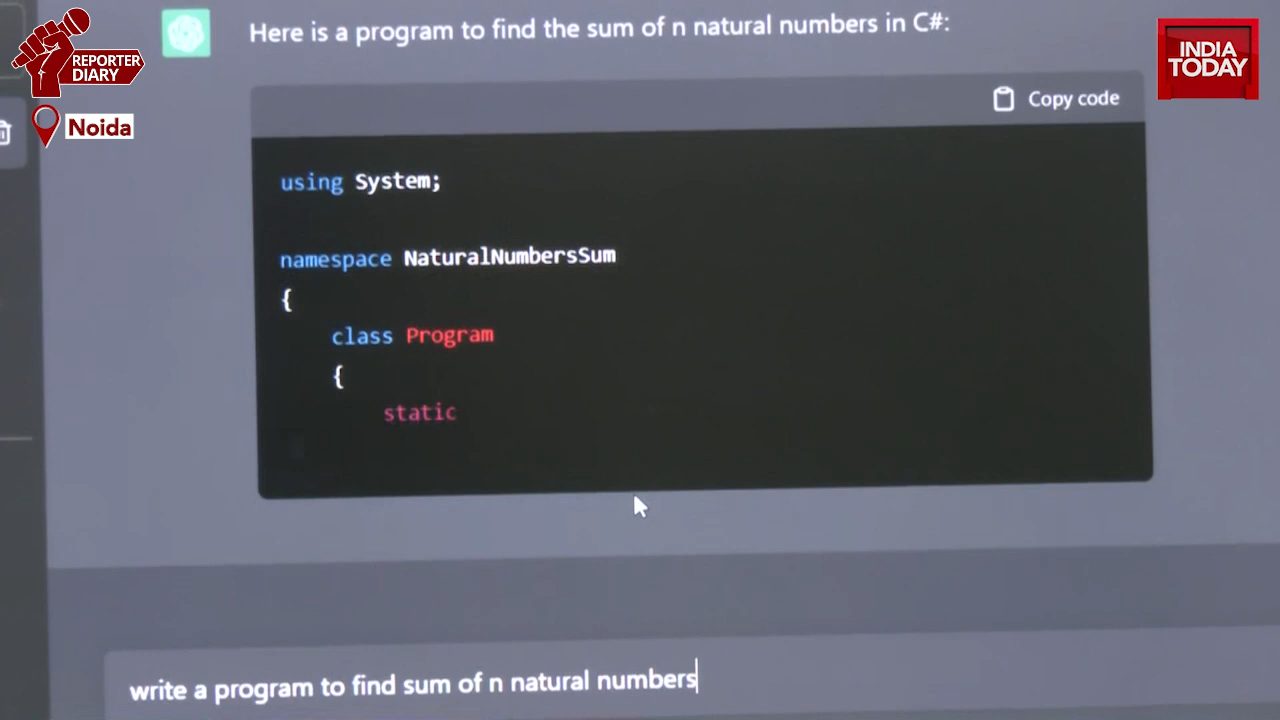 REPORTER
DIARY
Noida
INDIA
TODAY
Here is a program to find the sum of n natural numbers in C#:
Copy code
using System;
namespace NaturalNumbersSum
{
class Program
{
static
write a program to find sum of n natural numbers